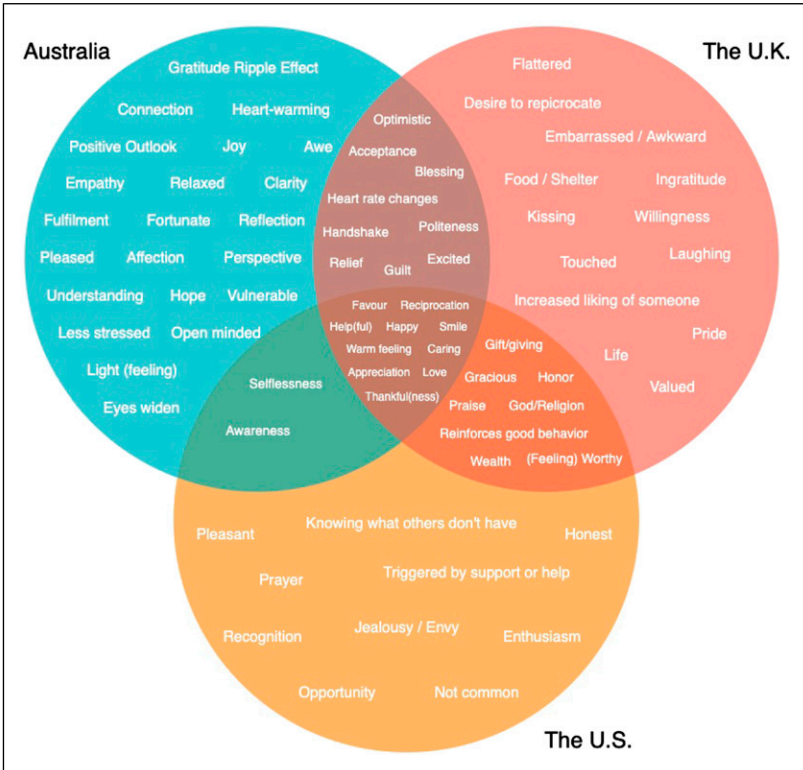 Australia
The U.K.
Gratitude Ripple Effect
Connection Heart-warming
Positive Outlook Joy Awe
Empathy Relaxed Clarity
Fulfilment Fortunate Reflection
Pleased Affection Perspective
Understanding Hope Vulnerable
Less stressed Open minded
Light (feeling)
Eyes widen
Optimistic
Acceptance
Blessing
Heart rate changes
Handshake Politeness
Relief Guilt Excited
Flattered
Desire to repicrocate
Embarrassed / Awkward
Food / Shelter Ingratitude
Kissing Willingness
Touched Laughing
Increased liking of someone
Pride
Life
Valued
Favour Reciprocation
Help(ful) Happy Smile
Warm feeling Caring
Appreciation Love
Thankful(ness)
Selflessness
Awareness
Gift/giving
Gracious Honor
Praise God/Religion
Reinforces good behavior
Wealth (Feeling) Worthy
Knowing what others don't have
Pleasant Honest
Prayer Triggered by support or help
Recognition Jealousy / Envy Enthusiasm
Opportunity Not common
The U.S.